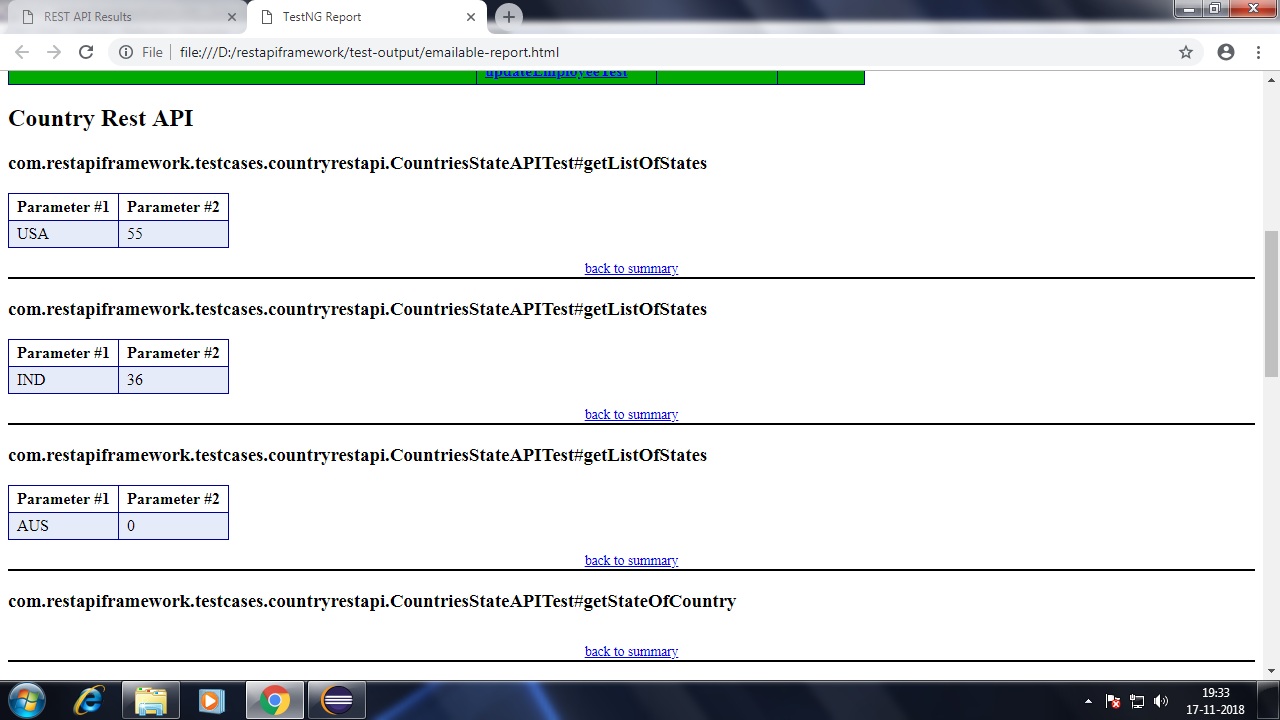 REST API Results
TestNG Report
File
file:///D:/restapiframework/test-output/emailable-report.html
updateEmployeeTest
Country Rest API
com.restapiframework.testcases.countryrestapi.CountriesStateAPITest#getListOfStates
Parameter #1 Parameter #2
USA 55
back to summary
com.restapiframework.testcases.countryrestapi.CountriesStateAPITest#getListOfStates
Parameter #1 Parameter #2
IND 36
back to summary
com.restapiframework.testcases.countryrestapi.CountriesStateAPITest#getListOfStates
Parameter #1 Parameter #2
AUS 0
back to summary
com.restapiframework.testcases.countryrestapi.CountriesStateAPITest#getStateOfCountry
back to summary
19:33
17-11-2018